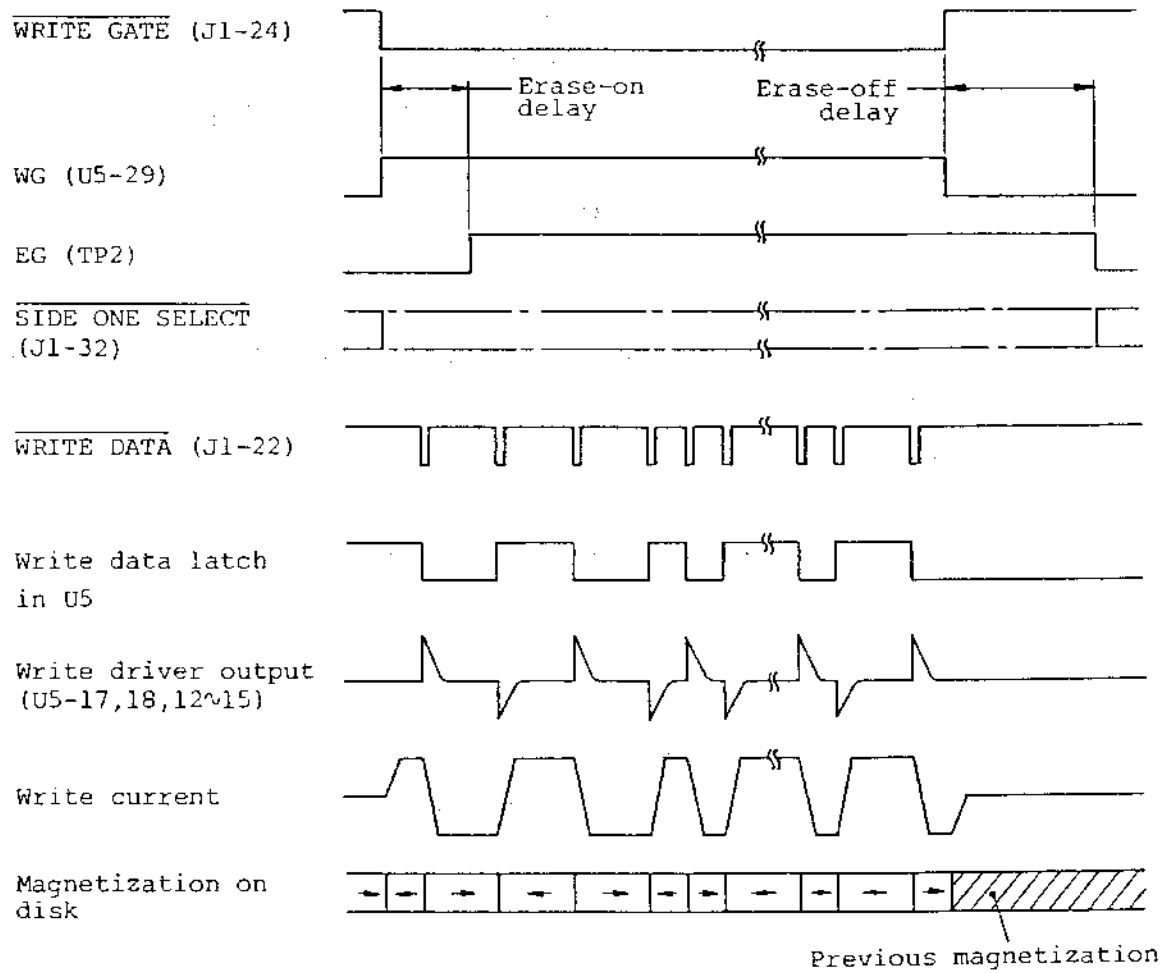 WRITE GATE (J1-24)
Erase-on delay
Erase-off delay
WG (U5-29)
EG (TP2)
SIDE ONE SELECT
(J1-32)
WRITE DATA (J1-22)
Write data latch
in U5
Write driver output
(U5-17,18,12~15)
Write current
Magnetization on
disk
Previous magnetization